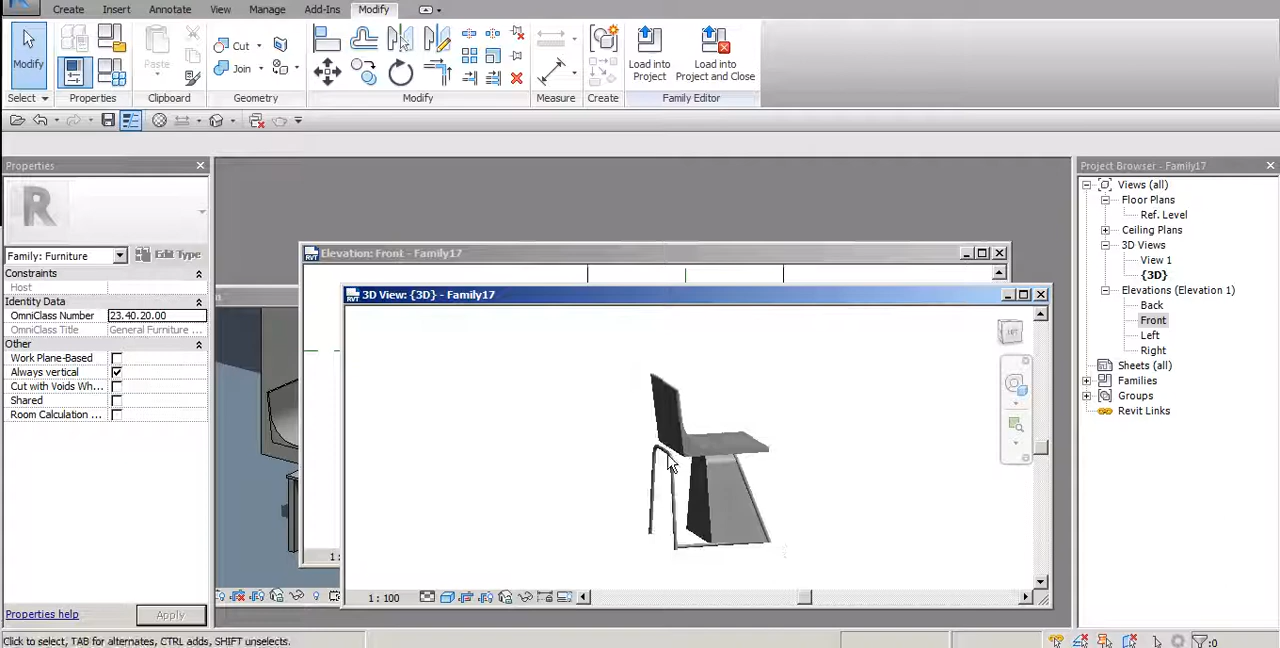 Create Insert Annotate View Manage Add-Ins Modify
Modify
Paste
Cut
Join
Load into
Project
Load into
Project and Close
Select Properties Clipboard Geometry Modify Measure Create Family Editor
Properties
R
Family: Furniture Edit Type
Constraints
Host
Identity Data
OmniClass Number 23.40.20.00
OmniClass Title General Furniture ...
Other
Work Plane-Based
Always vertical
Cut with Voids Wh...
Shared
Room Calculation ...
Properties help Apply
RVT Elevation: Front - Family17
RVT 3D View: {3D} - Family17
1 :
1 : 100
Project Browser - Family17
Views (all)
Floor Plans
Ref. Level
Ceiling Plans
3D Views
View 1
{3D}
Elevations (Elevation 1)
Back
Front
Left
Right
Sheets (all)
Families
Groups
Revit Links
Click to select, TAB for alternates, CTRL adds, SHIFT unselects.
:0